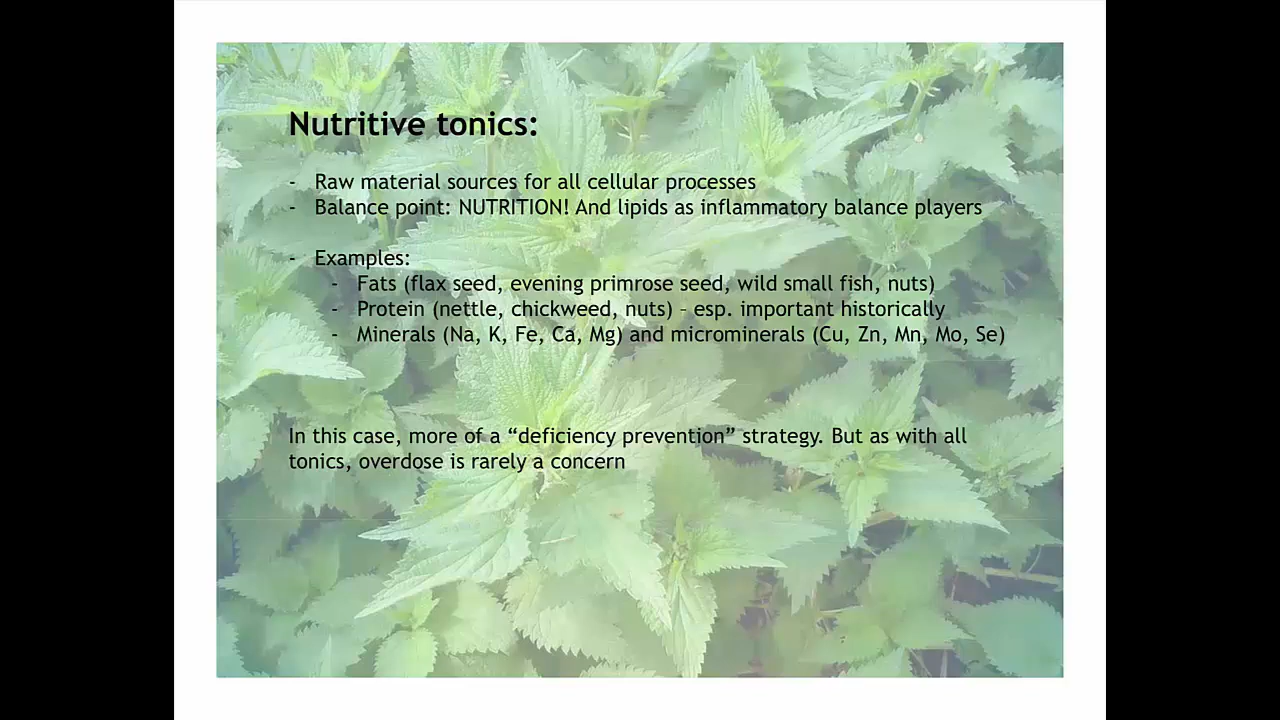 Nutritive tonics:
- Raw material sources for all cellular processes
- Balance point: NUTRITION! And lipids as inflammatory balance players
- Examples:
- Fats (flax seed, evening primrose seed, wild small fish, nuts)
- Protein (nettle, chickweed, nuts) – esp. important historically
- Minerals (Na, K, Fe, Ca, Mg) and microminerals (Cu, Zn, Mn, Mo, Se)
In this case, more of a “deficiency prevention” strategy. But as with all
tonics, overdose is rarely a concern